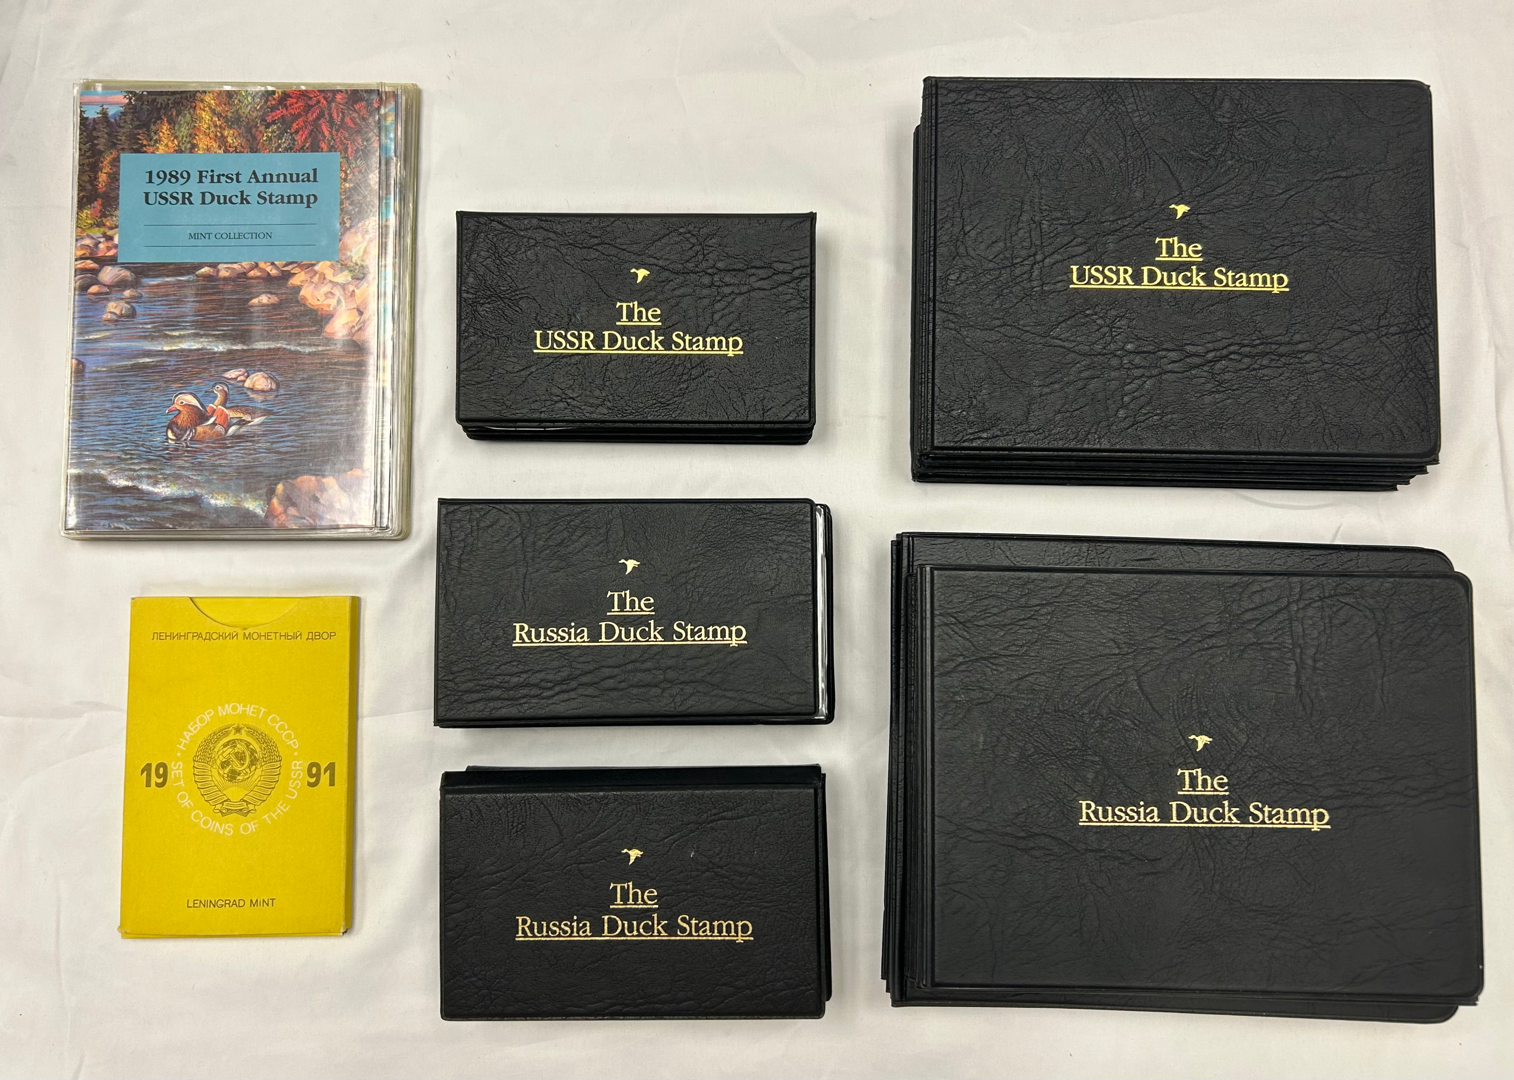 1989 First Annual
USSR Duck Stamp
MINT COLLECTION
The
USSR Duck Stamp
The
USSR Duck Stamp
The
Russia Duck Stamp
The
Russia Duck Stamp
The
Russia Duck Stamp
ЛЕНИНГРАДСКИЙ МОНЕТНЫЙ ДВОР
• НАБОР МОНЕТ СССР •
19 91
SET OF COINS OF THE USSR
LENINGRAD MINT